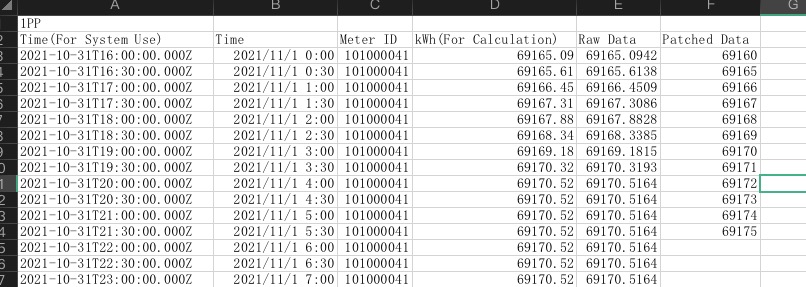 A B C D E F G
1PP
2 Time(For System Use) Time Meter ID kWh(For Calculation) Raw Data Patched Data
3 2021-10-31T16:00:00.000Z 2021/11/1 0:00 101000041 69165.09 69165.0942 69160
4 2021-10-31T16:30:00.000Z 2021/11/1 0:30 101000041 69165.61 69165.6138 69165
5 2021-10-31T17:00:00.000Z 2021/11/1 1:00 101000041 69166.45 69166.4509 69166
6 2021-10-31T17:30:00.000Z 2021/11/1 1:30 101000041 69167.31 69167.3086 69167
7 2021-10-31T18:00:00.000Z 2021/11/1 2:00 101000041 69167.88 69167.8828 69168
8 2021-10-31T18:30:00.000Z 2021/11/1 2:30 101000041 69168.34 69168.3385 69169
9 2021-10-31T19:00:00.000Z 2021/11/1 3:00 101000041 69169.18 69169.1815 69170
0 2021-10-31T19:30:00.000Z 2021/11/1 3:30 101000041 69170.32 69170.3193 69171
1 2021-10-31T20:00:00.000Z 2021/11/1 4:00 101000041 69170.52 69170.5164 69172
2 2021-10-31T20:30:00.000Z 2021/11/1 4:30 101000041 69170.52 69170.5164 69173
3 2021-10-31T21:00:00.000Z 2021/11/1 5:00 101000041 69170.52 69170.5164 69174
4 2021-10-31T21:30:00.000Z 2021/11/1 5:30 101000041 69170.52 69170.5164 69175
5 2021-10-31T22:00:00.000Z 2021/11/1 6:00 101000041 69170.52 69170.5164
6 2021-10-31T22:30:00.000Z 2021/11/1 6:30 101000041 69170.52 69170.5164
7 2021-10-31T23:00:00.000Z 2021/11/1 7:00 101000041 69170.52 69170.5164